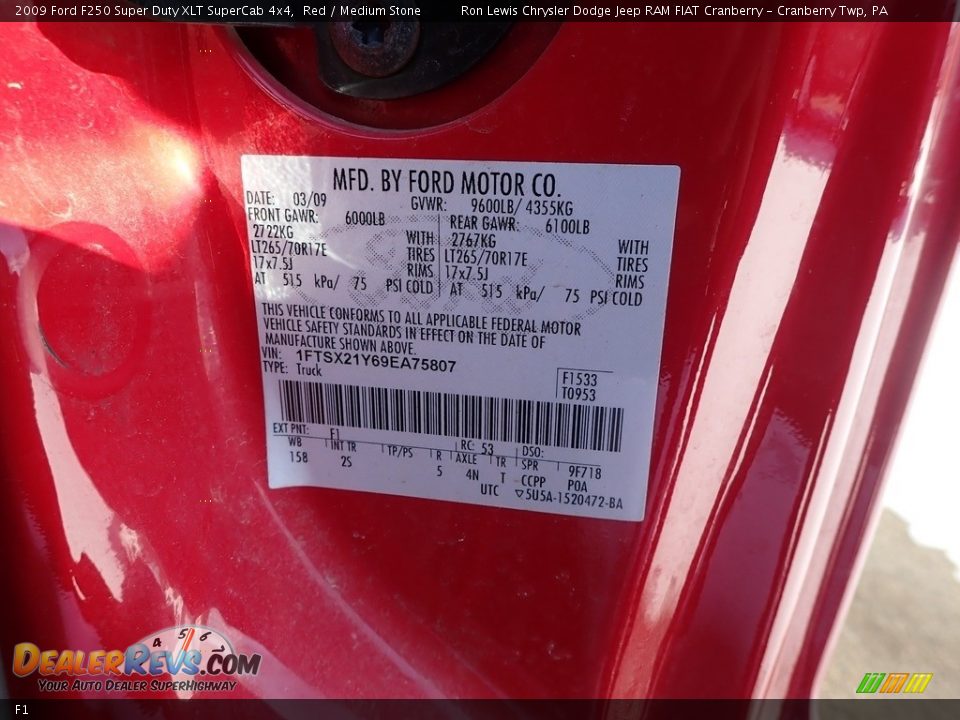 2009 Ford F250 Super Duty XLT SuperCab 4x4, Red / Medium Stone Ron Lewis Chrysler Dodge Jeep RAM FIAT Cranberry - Cranberry Twp, PA
MFD. BY FORD MOTOR CO.
DATE: 03/09 GVWR: 9600LB/ 4355KG
FRONT GAWR: 6000LB REAR GAWR: 6100LB
2722KG WITH 2767KG WITH
LT265/70R17E TIRES LT265/70R17E TIRES
17x7.5J RIMS 17x7.5J RIMS
AT 515 kPa/ 75 PSI COLD AT 515 kPa/ 75 PSI COLD
THIS VEHICLE CONFORMS TO ALL APPLICABLE FEDERAL MOTOR
VEHICLE SAFETY STANDARDS IN EFFECT ON THE DATE OF
MANUFACTURE SHOWN ABOVE.
VIN: 1FTSX21Y69EA75807
TYPE: Truck
F1533
T0953
EXT PNT: F1 RC: 53 DSO:
WB INT TR TP/PS R AXLE TR SPR 9F718
158 2S 5 4N T CCPP POA
UTC ▽5U5A-1520472-BA
4 5 6
DEALERREVS.COM
YOUR AUTO DEALER SUPERHIGHWAY
F1